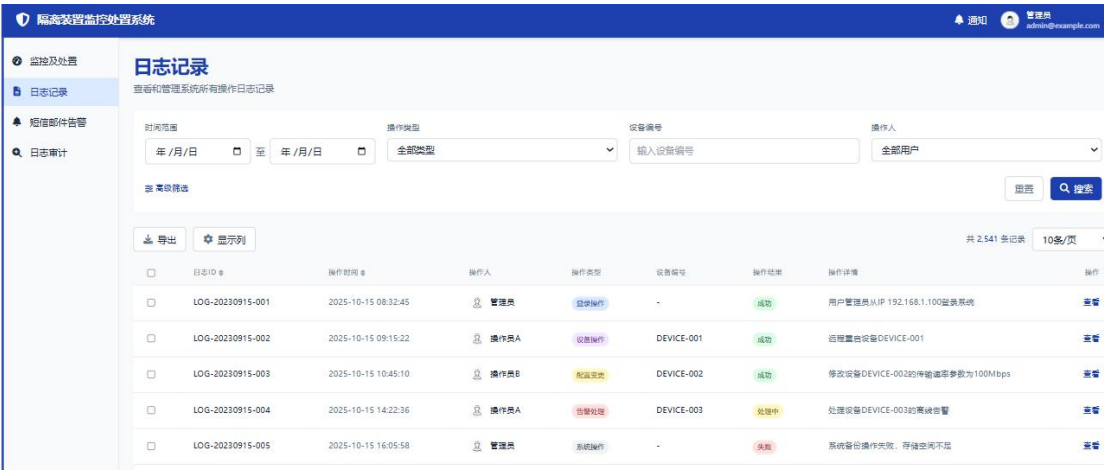 隔离装置监控处置系统
通知
管理员
admin@example.com
监控及处置
日志记录
短信邮件告警
日志审计
日志记录
查看和管理系统所有操作日志记录
时间范围 操作类型 设备编号 操作人
年/月/日 至 年/月/日 全部类型 输入设备编号 全部用户
高级筛选 重置 搜索
导出 显示列 共 2,541 条记录 10条/页
日志ID 操作时间 操作人 操作类型 设备编号 操作结果 操作详情 操作
LOG-20230915-001 2025-10-15 08:32:45 管理员 登录操作 - 成功 用户管理员从IP 192.168.1.100登录系统 查看
LOG-20230915-002 2025-10-15 09:15:22 操作员A 设备操作 DEVICE-001 成功 远程重启设备DEVICE-001 查看
LOG-20230915-003 2025-10-15 10:45:10 操作员B 配置变更 DEVICE-002 成功 修改设备DEVICE-002的传输速率参数为100Mbps 查看
LOG-20230915-004 2025-10-15 14:22:36 操作员A 告警处理 DEVICE-003 处理中 处理设备DEVICE-003的离线告警 查看
LOG-20230915-005 2025-10-15 16:05:58 管理员 系统操作 - 失败 系统备份操作失败，存储空间不足 查看